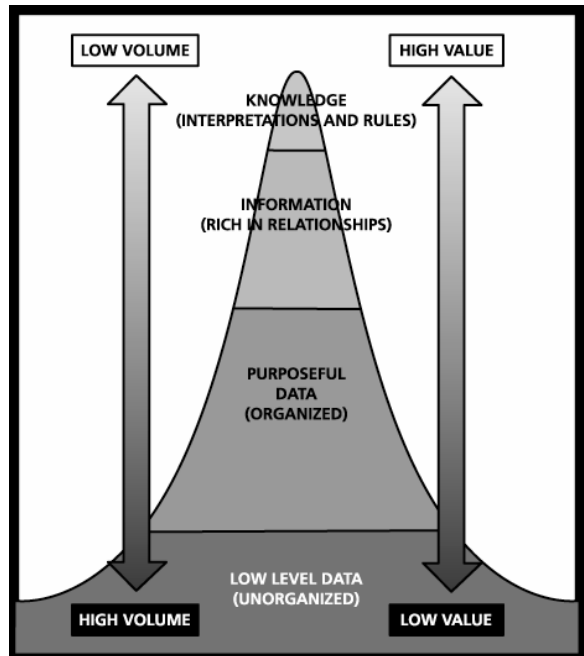 LOW VOLUME
HIGH VALUE
KNOWLEDGE
(INTERPRETATIONS AND RULES)
INFORMATION
(RICH IN RELATIONSHIPS)
PURPOSEFUL
DATA
(ORGANIZED)
LOW LEVEL DATA
(UNORGANIZED)
HIGH VOLUME
LOW VALUE